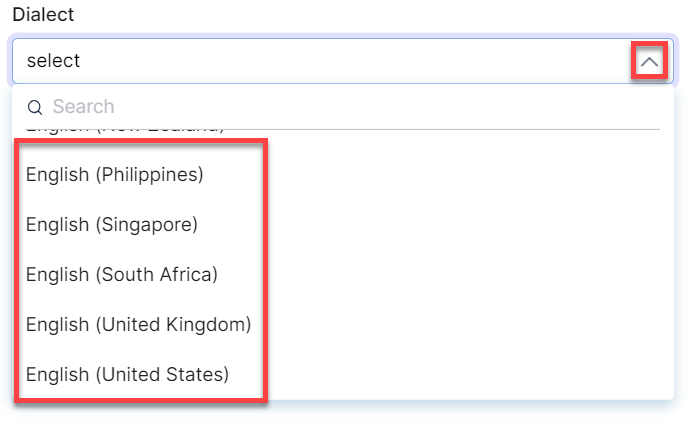 Dialect
select
Search
English (New Zealand)
English (Philippines)
English (Singapore)
English (South Africa)
English (United Kingdom)
English (United States)